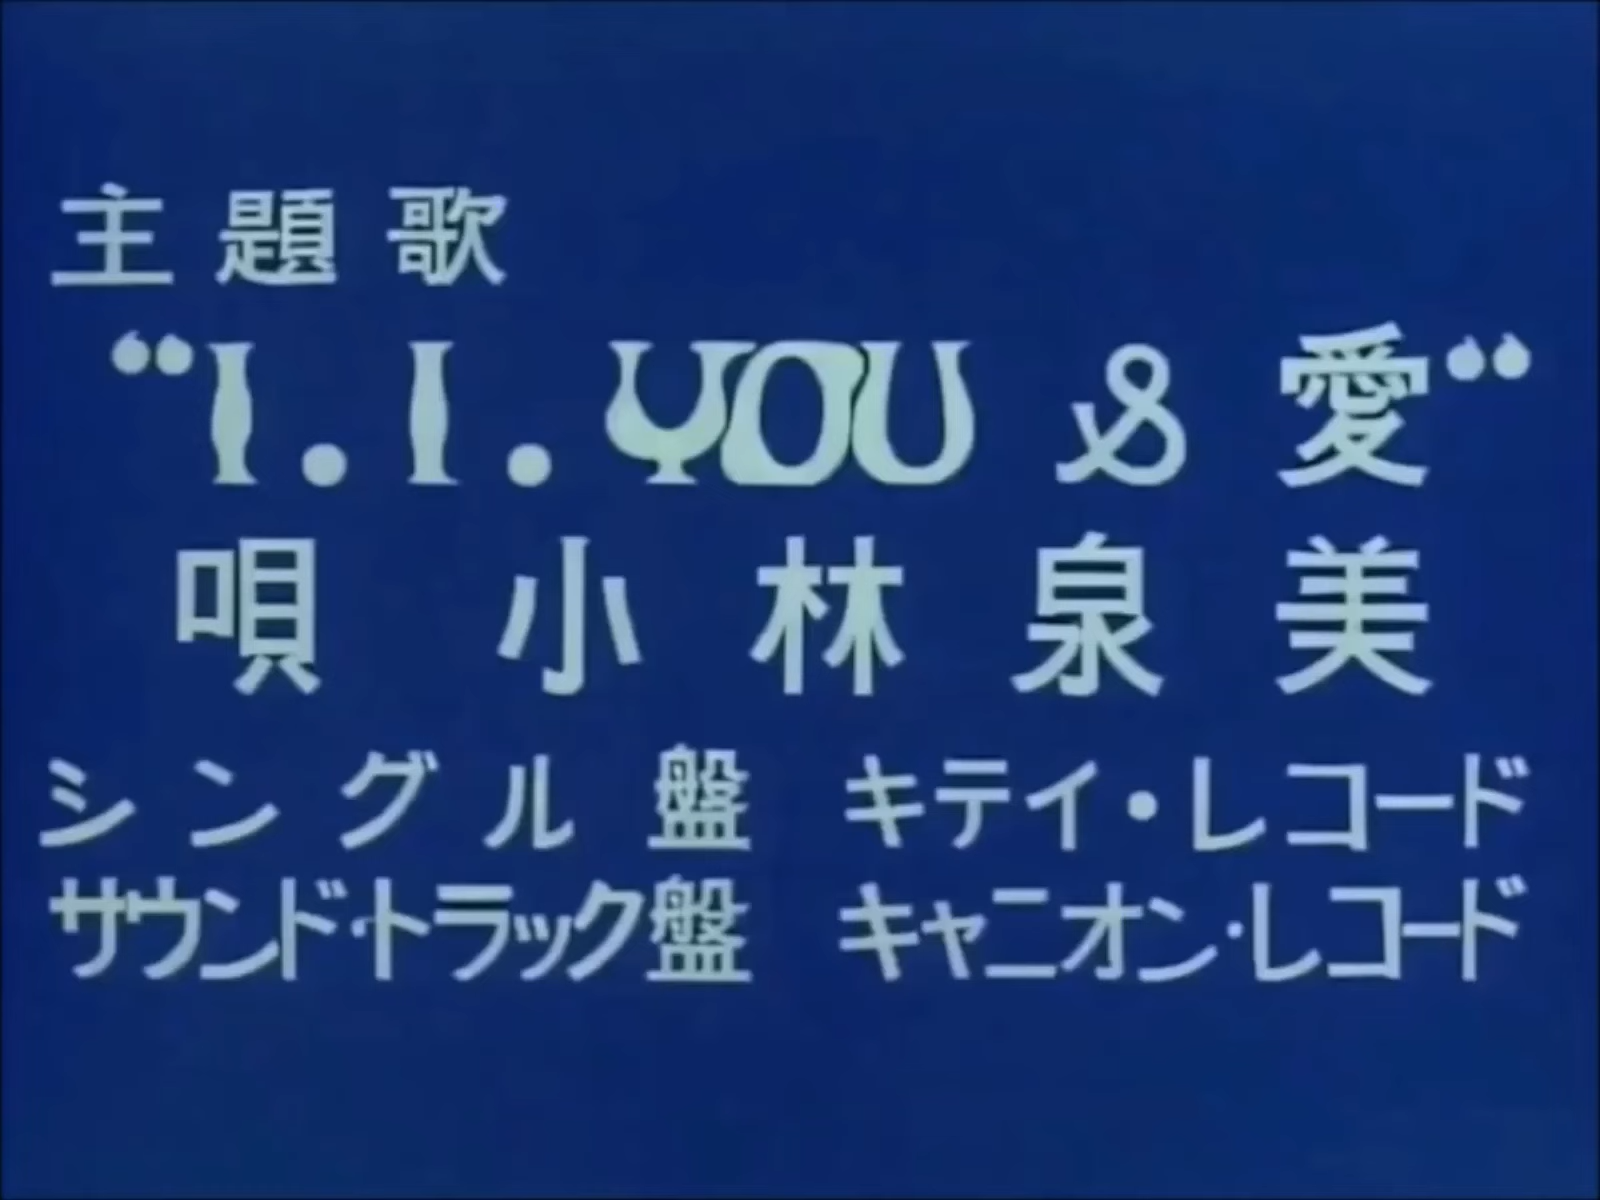 主題歌
“I.I.YOU & 愛“
唄 小林泉美
シングル盤 キテイ・レコード
サウンド・トラック盤 キャニオン・レコード